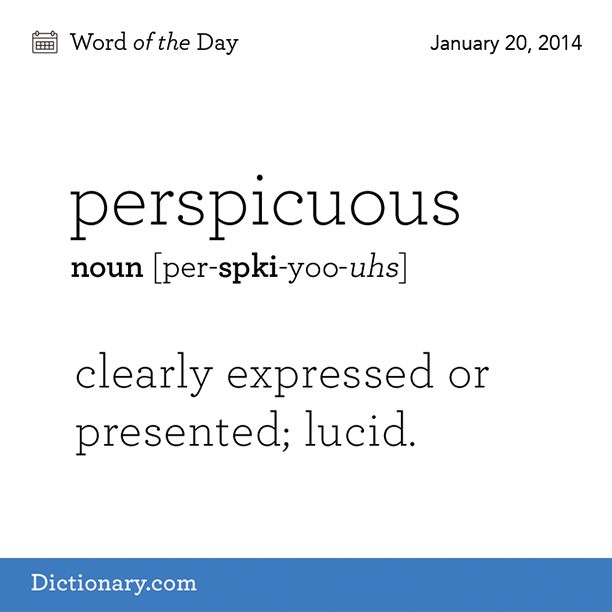 Word of the Day
January 20, 2014
perspicuous
noun [per-spki-yoo-uhs]
clearly expressed or
presented; lucid.
Dictionary.com